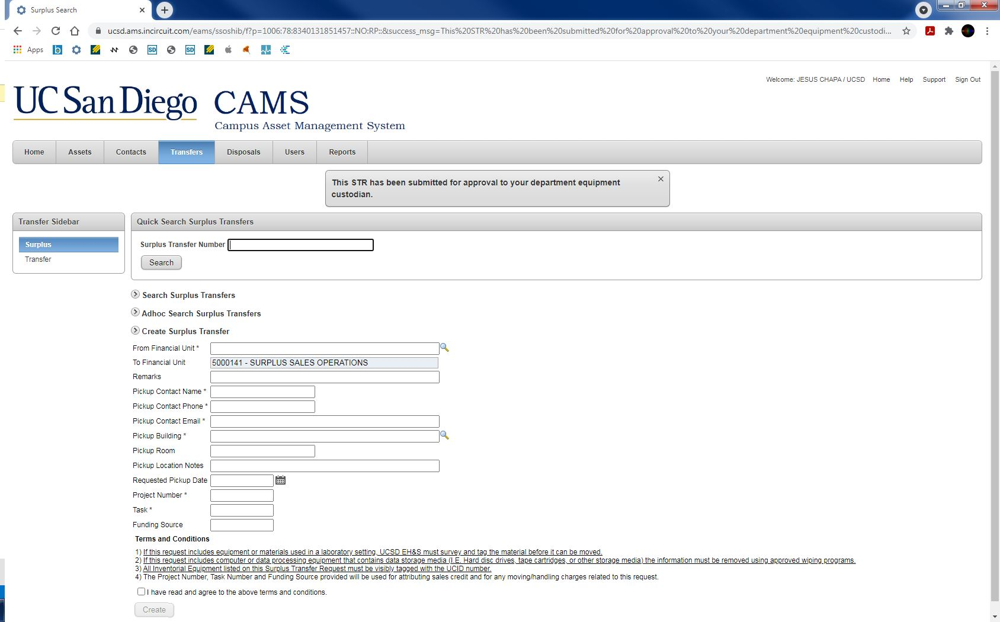 Surplus Search
ucsd.ams.incircuit.com/eams/ssoshib/f?p=1006:78:8340131851457::NO:RP::&success_msg=This%20STR%20has%20been%20submitted%20for%20approval%20to%20your%20department%20equipment%20custodi...
Apps
b
SD
SD
Welcome: JESUS CHAPA / UCSD Home Help Support Sign Out
UC San Diego CAMS
Campus Asset Management System
Home Assets Contacts Transfers Disposals Users Reports
This STR has been submitted for approval to your department equipment
custodian.
Transfer Sidebar
Surplus
Transfer
Quick Search Surplus Transfers
Surplus Transfer Number
Search
Search Surplus Transfers
Adhoc Search Surplus Transfers
Create Surplus Transfer
From Financial Unit *
To Financial Unit 5000141 - SURPLUS SALES OPERATIONS
Remarks
Pickup Contact Name *
Pickup Contact Phone *
Pickup Contact Email *
Pickup Building *
Pickup Room
Pickup Location Notes
Requested Pickup Date
Project Number *
Task *
Funding Source
Terms and Conditions
1) If this request includes equipment or materials used in a laboratory setting, UCSD EH&S must survey and tag the material before it can be moved.
2) If this request includes computer or data processing equipment that contains data storage media (I.E. Hard disc drives, tape cartridges, or other storage media) the information must be removed using approved wiping programs.
3) All Inventorial Equipment listed on this Surplus Transfer Request must be visibly tagged with the UCID number.
4) The Project Number, Task Number and Funding Source provided will be used for attributing sales credit and for any moving/handling charges related to this request.
I have read and agree to the above terms and conditions.
Create